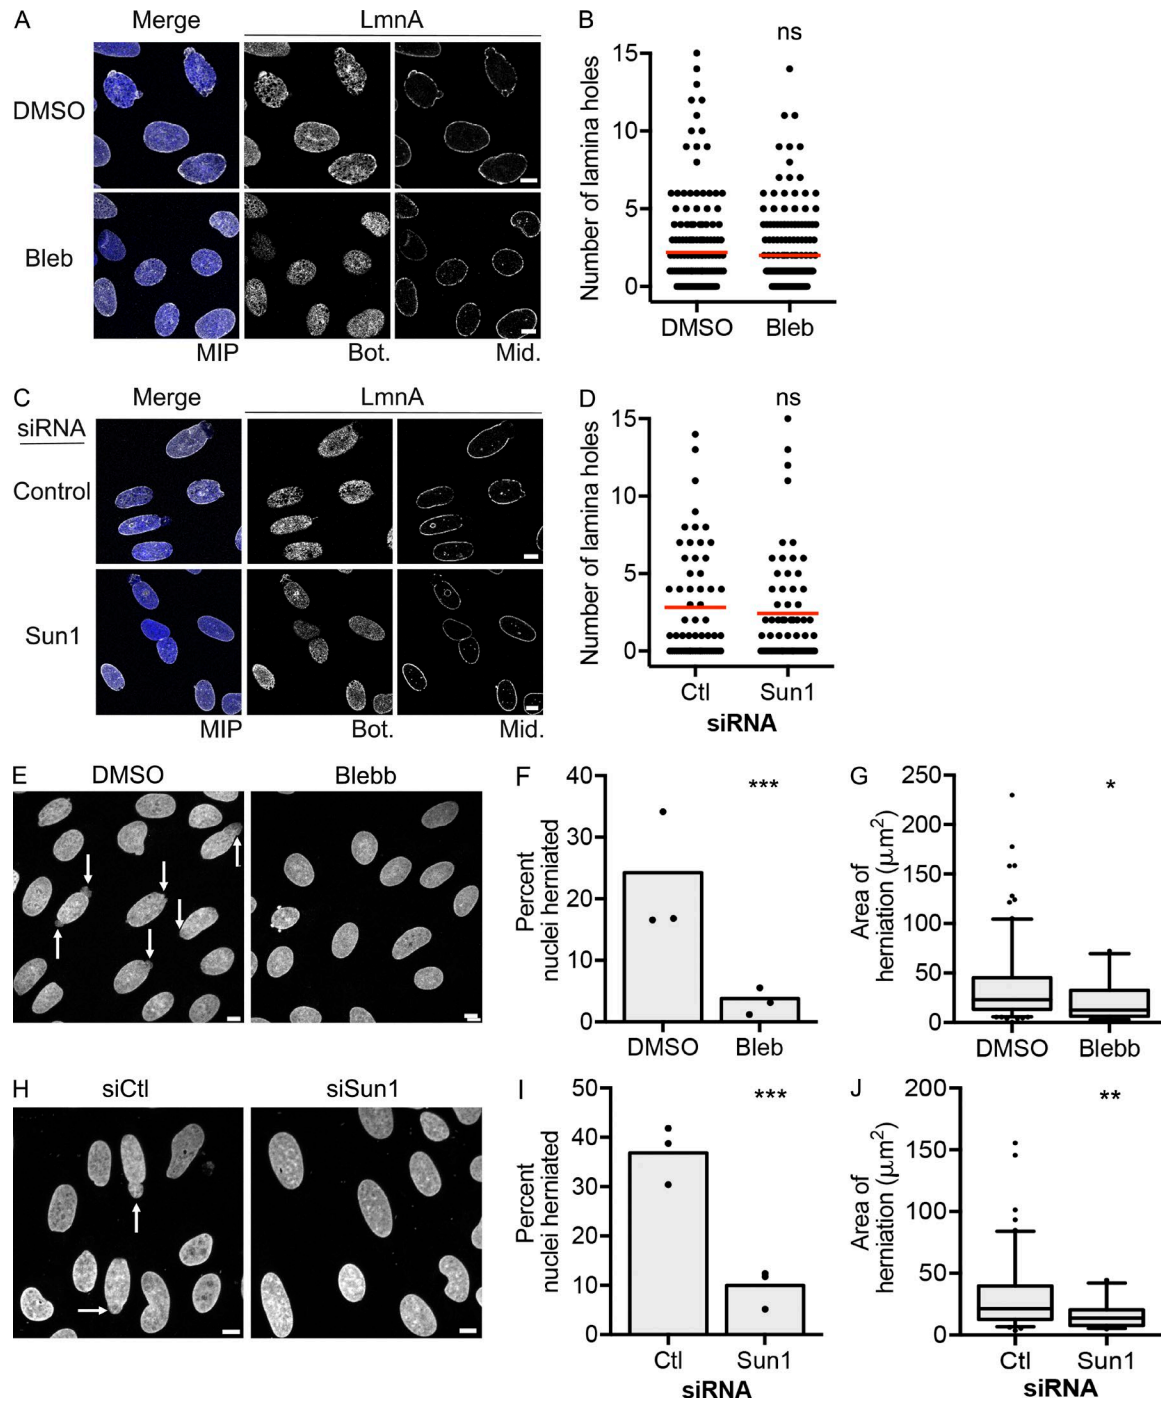 A Merge LmnA
DMSO
Bleb
MIP Bot. Mid.
B ns
Number of lamina holes
15
10
5
0
DMSO Bleb
C Merge LmnA
siRNA
Control
Sun1
MIP Bot. Mid.
D ns
Number of lamina holes
15
10
5
0
Ctl Sun1
siRNA
E DMSO Blebb
F ***
Percent
nuclei herniated
40
30
20
10
0
DMSO Bleb
G *
Area of
herniation (μm²)
250
200
150
100
50
0
DMSO Blebb
H siCtl siSun1
I ***
Percent
nuclei herniated
50
40
30
20
10
0
Ctl Sun1
siRNA
J **
Area of
herniation (μm²)
200
150
100
50
0
Ctl Sun1
siRNA